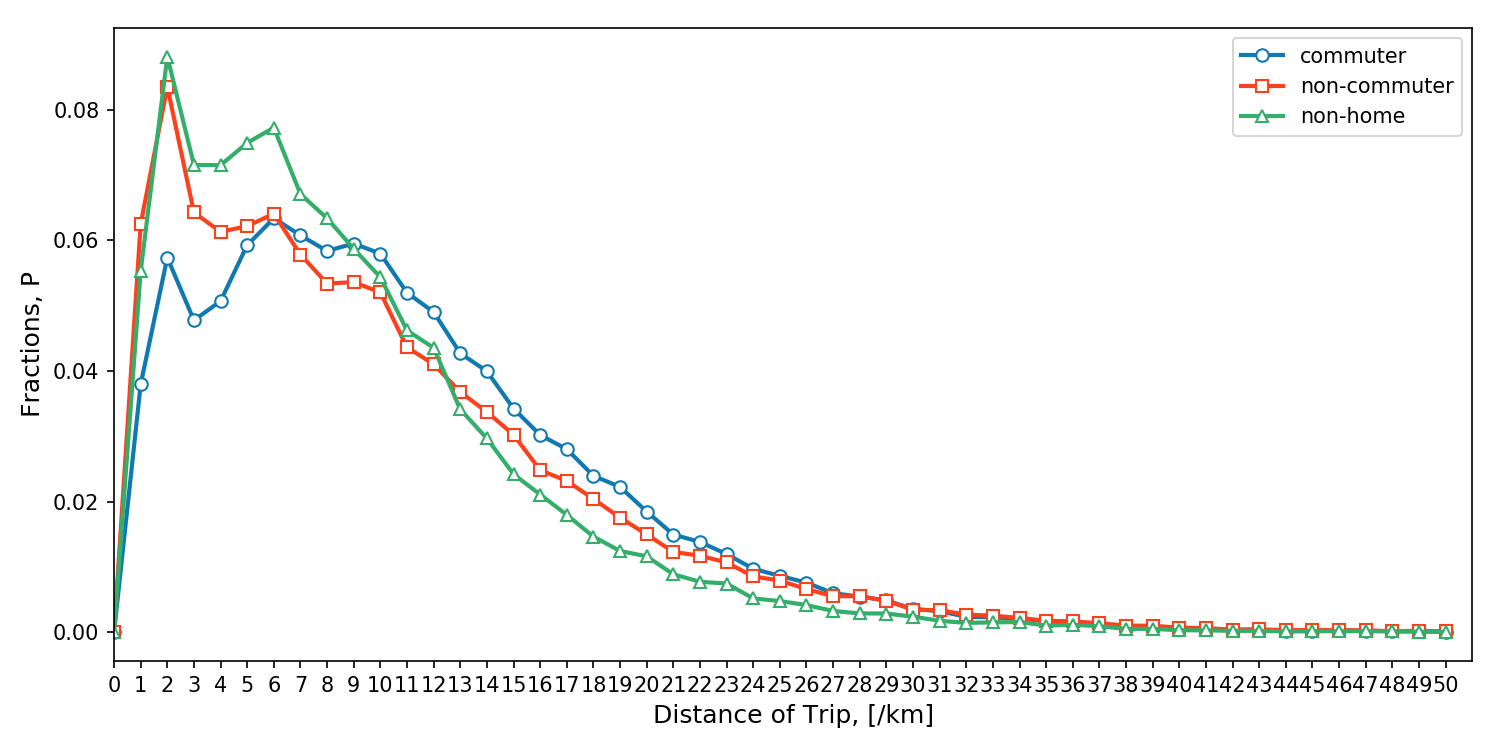 commuter
non-commuter
non-home
0.08
0.06
0.04
0.02
0.00
Fractions, P
0 1 2 3 4 5 6 7 8 9 10 11 12 13 14 15 16 17 18 19 20 21 22 23 24 25 26 27 28 29 30 31 32 33 34 35 36 37 38 39 40 41 42 43 44 45 46 47 48 49 50
Distance of Trip, [/km]